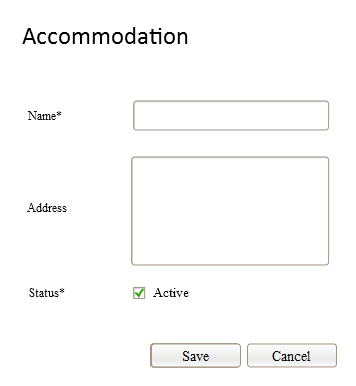 Accommodation
Name*
Address
Status* Active
Save Cancel